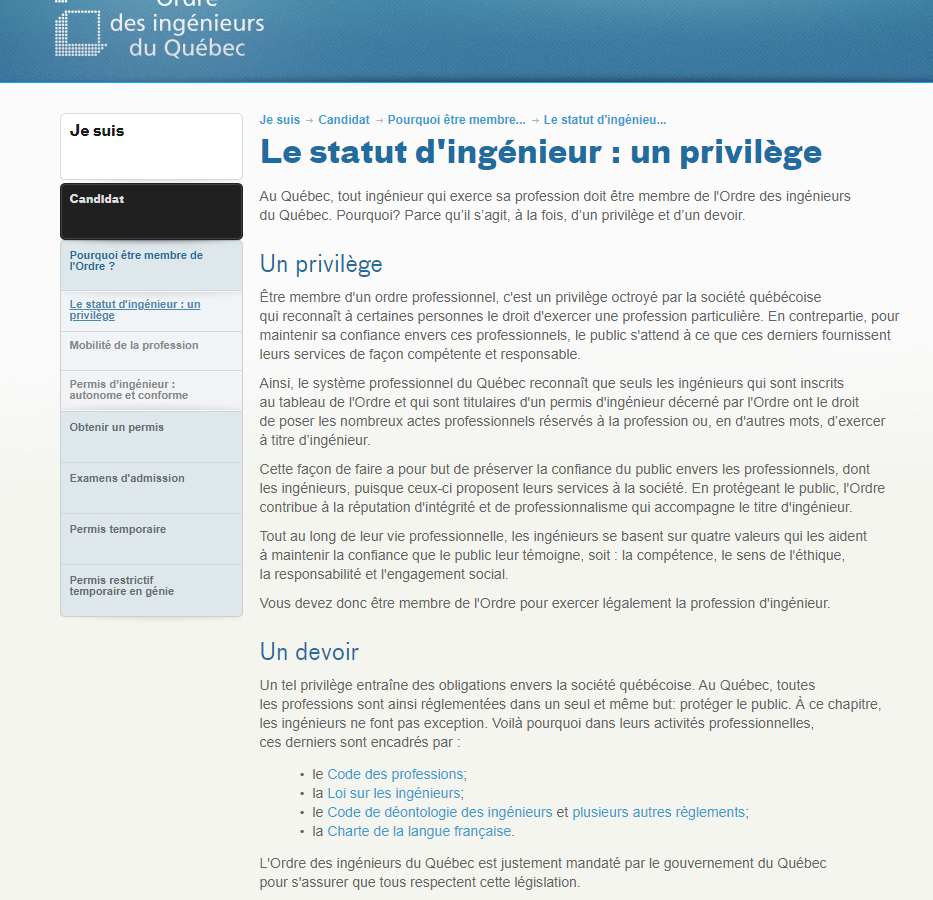 Ordre
des ingénieurs
du Québec
Je suis
Candidat
Pourquoi être membre de
l'Ordre ?
Le statut d'ingénieur : un
privilège
Mobilité de la profession
Permis d'ingénieur :
autonome et conforme
Obtenir un permis
Examens d'admission
Permis temporaire
Permis restrictif
temporaire en génie
Je suis → Candidat → Pourquoi être membre... → Le statut d'ingénieu...
Le statut d'ingénieur : un privilège
Au Québec, tout ingénieur qui exerce sa profession doit être membre de l'Ordre des ingénieurs
du Québec. Pourquoi? Parce qu'il s'agit, à la fois, d'un privilège et d'un devoir.
Un privilège
Être membre d'un ordre professionnel, c'est un privilège octroyé par la société québécoise
qui reconnaît à certaines personnes le droit d'exercer une profession particulière. En contrepartie, pour
maintenir sa confiance envers ces professionnels, le public s'attend à ce que ces derniers fournissent
leurs services de façon compétente et responsable.
Ainsi, le système professionnel du Québec reconnaît que seuls les ingénieurs qui sont inscrits
au tableau de l'Ordre et qui sont titulaires d'un permis d'ingénieur décerné par l'Ordre ont le droit
de poser les nombreux actes professionnels réservés à la profession ou, en d'autres mots, d'exercer
à titre d'ingénieur.
Cette façon de faire a pour but de préserver la confiance du public envers les professionnels, dont
les ingénieurs, puisque ceux-ci proposent leurs services à la société. En protégeant le public, l'Ordre
contribue à la réputation d'intégrité et de professionnalisme qui accompagne le titre d'ingénieur.
Tout au long de leur vie professionnelle, les ingénieurs se basent sur quatre valeurs qui les aident
à maintenir la confiance que le public leur témoigne, soit : la compétence, le sens de l'éthique,
la responsabilité et l'engagement social.
Vous devez donc être membre de l'Ordre pour exercer légalement la profession d'ingénieur.
Un devoir
Un tel privilège entraîne des obligations envers la société québécoise. Au Québec, toutes
les professions sont ainsi réglementées dans un seul et même but: protéger le public. À ce chapitre,
les ingénieurs ne font pas exception. Voilà pourquoi dans leurs activités professionnelles,
ces derniers sont encadrés par :
• le Code des professions;
• la Loi sur les ingénieurs;
• le Code de déontologie des ingénieurs et plusieurs autres règlements;
• la Charte de la langue française.
L'Ordre des ingénieurs du Québec est justement mandaté par le gouvernement du Québec
pour s'assurer que tous respectent cette législation.